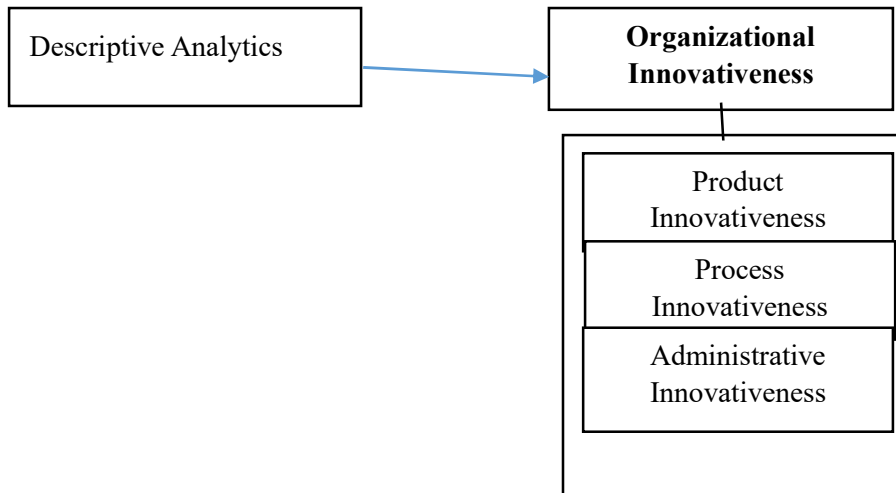 Descriptive Analytics
Organizational
Innovativeness
Product
Innovativeness
Process
Innovativeness
Administrative
Innovativeness